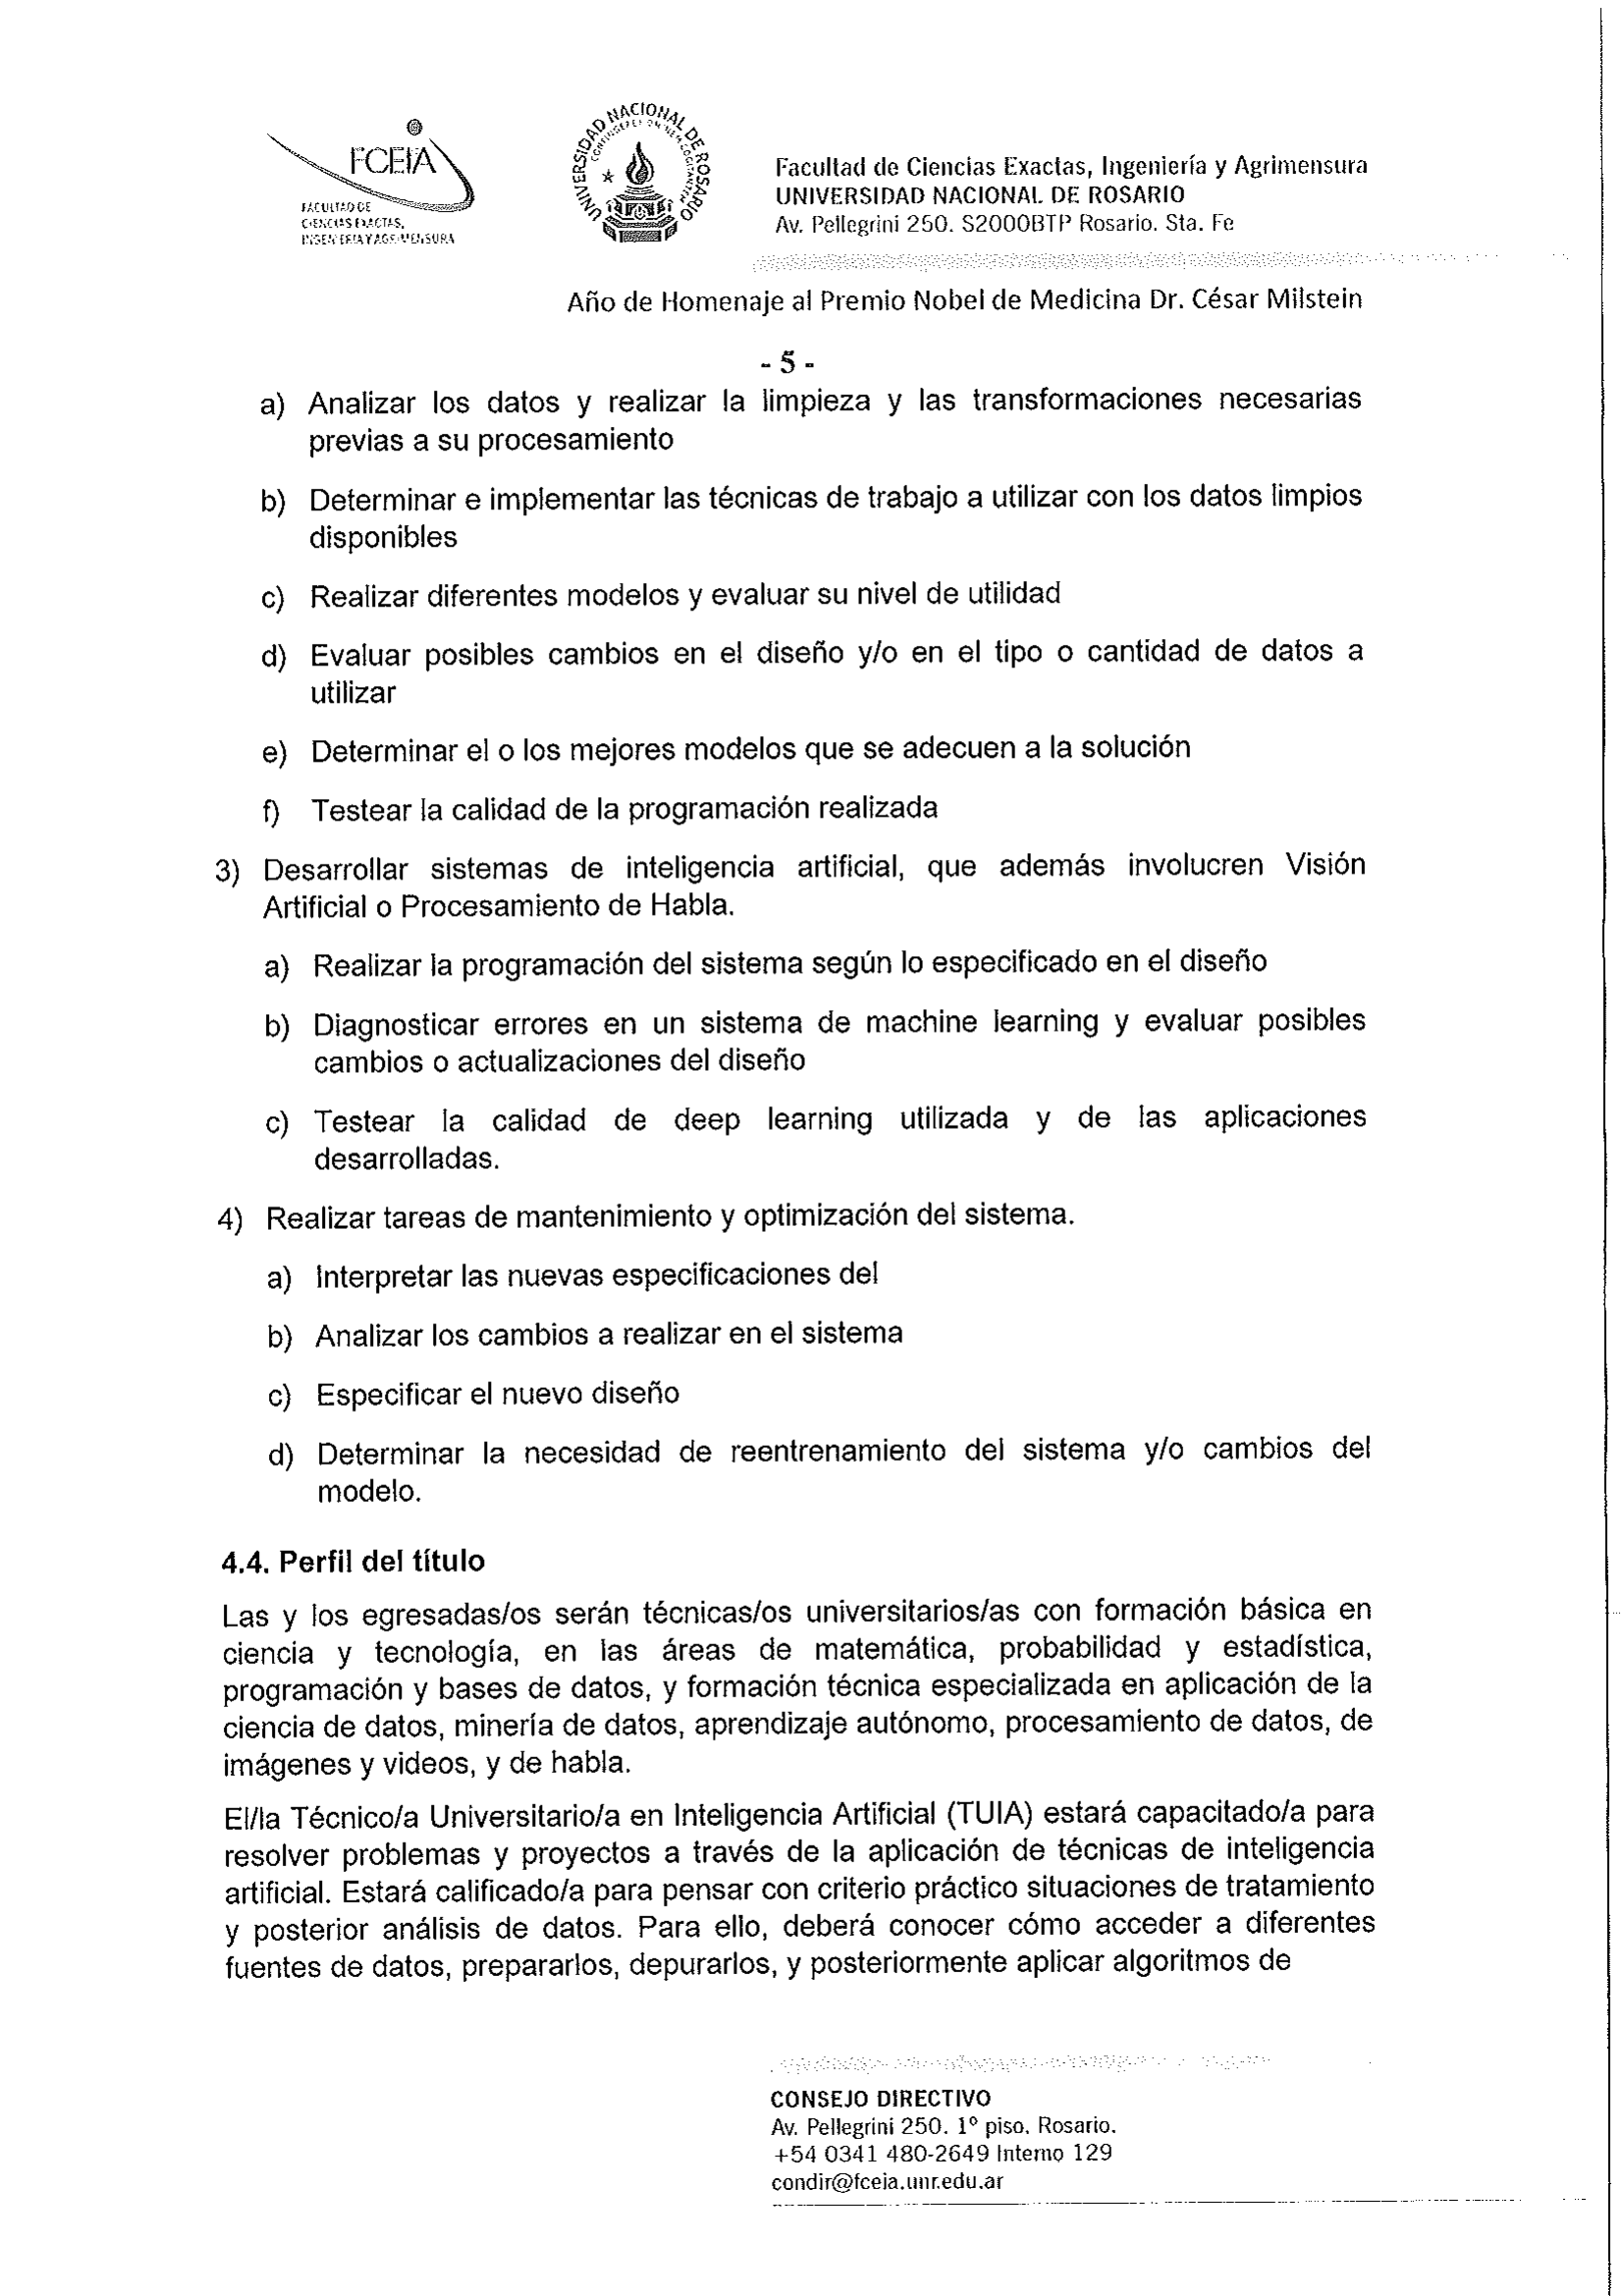 FCEIA
FACULTAD DE
CIENCIAS EXACTAS,
INGENIERIA Y AGRIMENSURA
UNIVERSIDAD NACIONAL DE ROSARIO
Facultad de Ciencias Exactas, Ingeniería y Agrimensura
UNIVERSIDAD NACIONAL DE ROSARIO
Av. Pellegrini 250. S2000BTP Rosario. Sta. Fe
Año de Homenaje al Premio Nobel de Medicina Dr. César Milstein
- 5 -
a) Analizar los datos y realizar la limpieza y las transformaciones necesarias
previas a su procesamiento
b) Determinar e implementar las técnicas de trabajo a utilizar con los datos limpios
disponibles
c) Realizar diferentes modelos y evaluar su nivel de utilidad
d) Evaluar posibles cambios en el diseño y/o en el tipo o cantidad de datos a
utilizar
e) Determinar el o los mejores modelos que se adecuen a la solución
f) Testear la calidad de la programación realizada
3) Desarrollar sistemas de inteligencia artificial, que además involucren Visión
Artificial o Procesamiento de Habla.
a) Realizar la programación del sistema según lo especificado en el diseño
b) Diagnosticar errores en un sistema de machine learning y evaluar posibles
cambios o actualizaciones del diseño
c) Testear la calidad de deep learning utilizada y de las aplicaciones
desarrolladas.
4) Realizar tareas de mantenimiento y optimización del sistema.
a) Interpretar las nuevas especificaciones del
b) Analizar los cambios a realizar en el sistema
c) Especificar el nuevo diseño
d) Determinar la necesidad de reentrenamiento del sistema y/o cambios del
modelo.
4.4. Perfil del título
Las y los egresadas/os serán técnicas/os universitarios/as con formación básica en
ciencia y tecnología, en las áreas de matemática, probabilidad y estadística,
programación y bases de datos, y formación técnica especializada en aplicación de la
ciencia de datos, minería de datos, aprendizaje autónomo, procesamiento de datos, de
imágenes y videos, y de habla.
El/la Técnico/a Universitario/a en Inteligencia Artificial (TUIA) estará capacitado/a para
resolver problemas y proyectos a través de la aplicación de técnicas de inteligencia
artificial. Estará calificado/a para pensar con criterio práctico situaciones de tratamiento
y posterior análisis de datos. Para ello, deberá conocer cómo acceder a diferentes
fuentes de datos, prepararlos, depurarlos, y posteriormente aplicar algoritmos de
CONSEJO DIRECTIVO
Av. Pellegrini 250. 1º piso. Rosario.
+54 0341 480-2649 Interno 129
condir@fceia.unr.edu.ar